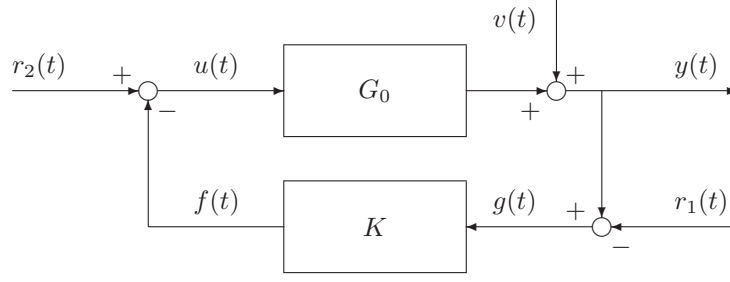 v(t)
r₂(t) + u(t) G₀ + y(t)
− +
f(t) K g(t) + r₁(t)
−